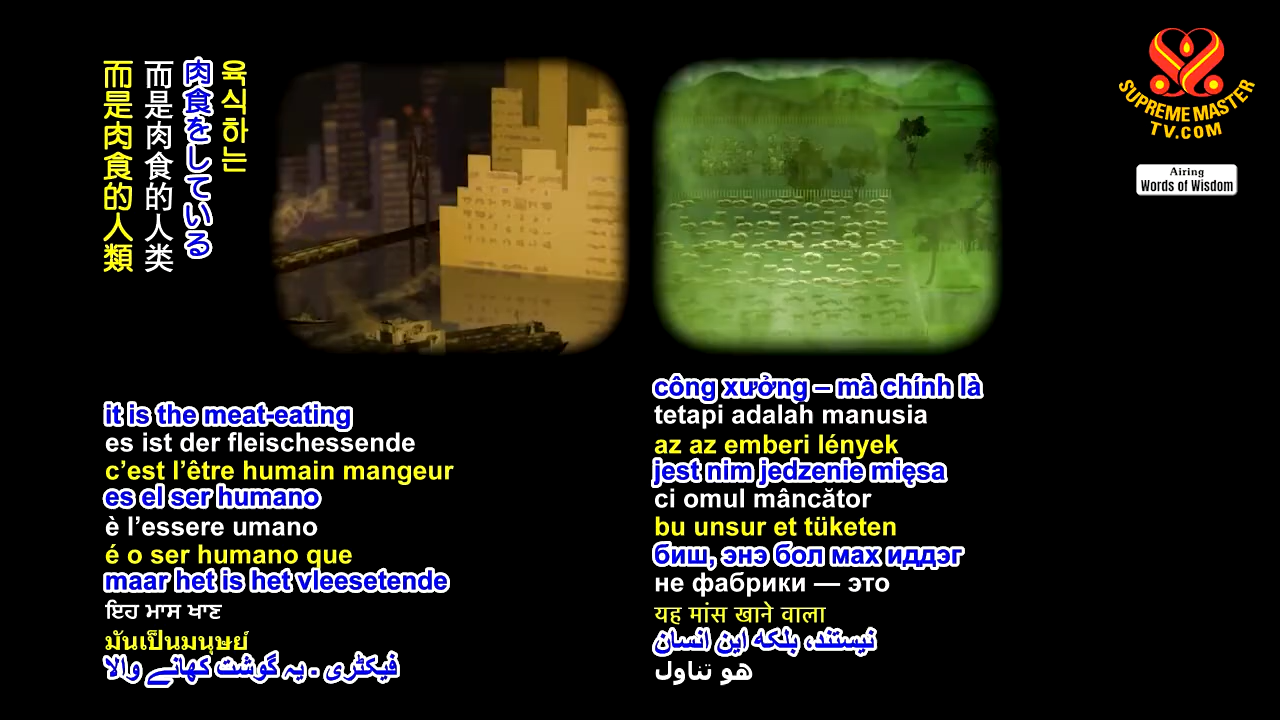 육식하는
肉食をしている
而是肉食的人类
而是肉食的人類
SUPREME MASTER
TV.COM
Airing
Words of Wisdom
it is the meat-eating
es ist der fleischessende
c’est l’être humain mangeur
es el ser humano
è l’essere umano
é o ser humano que
maar het is het vleesetende
ਇਹ ਮਾਸ ਖਾਣ
มันเป็นมนุษย์
فیکٹری ۔ یہ گوشت کھانے والا
công xưởng – mà chính là
tetapi adalah manusia
az az emberi lények
jest nim jedzenie mięsa
ci omul mâncător
bu unsur et tüketen
биш, энэ бол мах иддэг
не фабрики — это
यह मांस खाने वाला
نیستند، بلکه این انسان
هو تناول